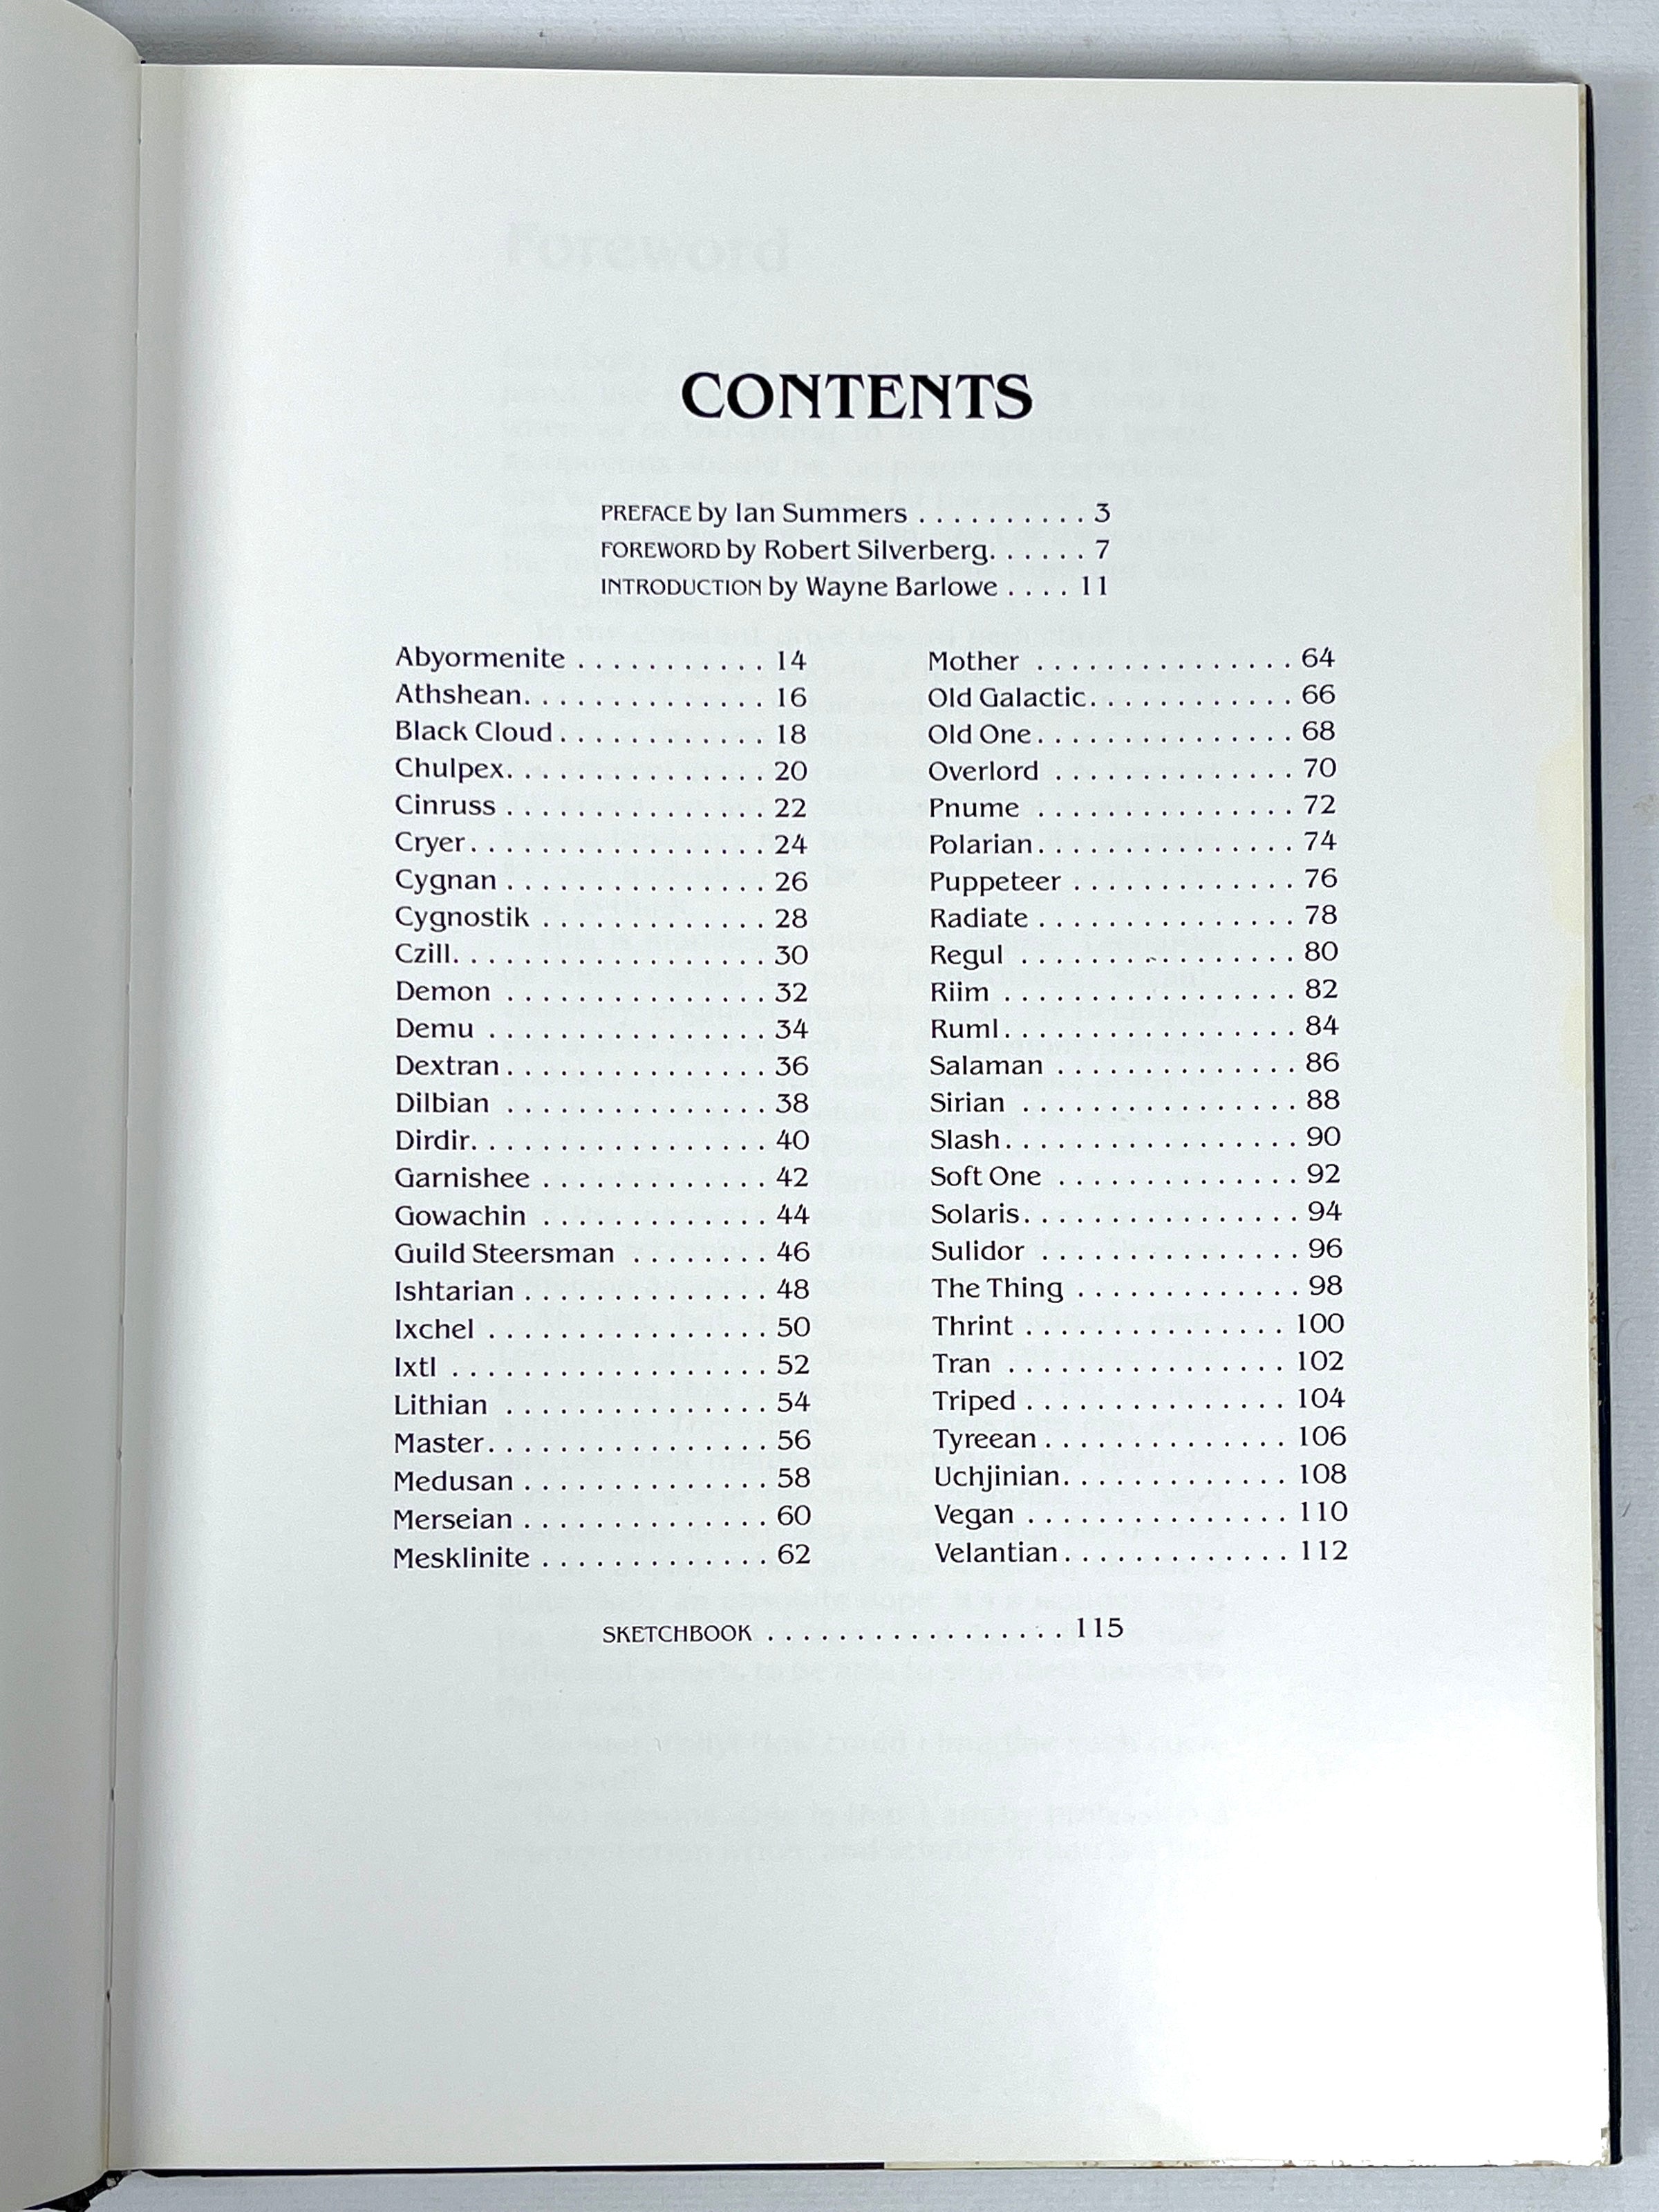 CONTENTS
PREFACE by Ian Summers . . . . . . . . . . 3
FOREWORD by Robert Silverberg. . . . . . 7
INTRODUCTION by Wayne Barlowe . . . . 11
Abyormenite . . . . . . . . . . . 14
Athshean. . . . . . . . . . . . . . 16
Black Cloud . . . . . . . . . . . . 18
Chulpex. . . . . . . . . . . . . . . 20
Cinruss . . . . . . . . . . . . . . . 22
Cryer. . . . . . . . . . . . . . . . . 24
Cygnan . . . . . . . . . . . . . . . 26
Cygnostik . . . . . . . . . . . . . 28
Czill. . . . . . . . . . . . . . . . . . 30
Demon . . . . . . . . . . . . . . . 32
Demu . . . . . . . . . . . . . . . . 34
Dextran . . . . . . . . . . . . . . . 36
Dilbian . . . . . . . . . . . . . . . 38
Dirdir. . . . . . . . . . . . . . . . . 40
Garnishee . . . . . . . . . . . . . 42
Gowachin . . . . . . . . . . . . . 44
Guild Steersman . . . . . . . . 46
Ishtarian . . . . . . . . . . . . . . 48
Ixchel . . . . . . . . . . . . . . . . 50
Ixtl . . . . . . . . . . . . . . . . . . 52
Lithian . . . . . . . . . . . . . . . 54
Master. . . . . . . . . . . . . . . . 56
Medusan . . . . . . . . . . . . . . 58
Merseian . . . . . . . . . . . . . . 60
Mesklinite . . . . . . . . . . . . . 62
Mother . . . . . . . . . . . . . . . 64
Old Galactic. . . . . . . . . . . . 66
Old One. . . . . . . . . . . . . . . 68
Overlord . . . . . . . . . . . . . . 70
Pnume . . . . . . . . . . . . . . . 72
Polarian. . . . . . . . . . . . . . . 74
Puppeteer . . . . . . . . . . . . . 76
Radiate . . . . . . . . . . . . . . . 78
Regul . . . . . . . . . . . . . . . . 80
Riim . . . . . . . . . . . . . . . . . 82
Ruml. . . . . . . . . . . . . . . . . 84
Salaman . . . . . . . . . . . . . . 86
Sirian . . . . . . . . . . . . . . . . 88
Slash. . . . . . . . . . . . . . . . . 90
Soft One . . . . . . . . . . . . . . 92
Solaris. . . . . . . . . . . . . . . . 94
Sulidor . . . . . . . . . . . . . . . 96
The Thing . . . . . . . . . . . . . 98
Thrint . . . . . . . . . . . . . . . 100
Tran . . . . . . . . . . . . . . . . 102
Triped . . . . . . . . . . . . . . . 104
Tyreean . . . . . . . . . . . . . . 106
Uchjinian. . . . . . . . . . . . . 108
Vegan . . . . . . . . . . . . . . . 110
Velantian. . . . . . . . . . . . . 112
SKETCHBOOK . . . . . . . . . . . . . . . . . 115
Foreword